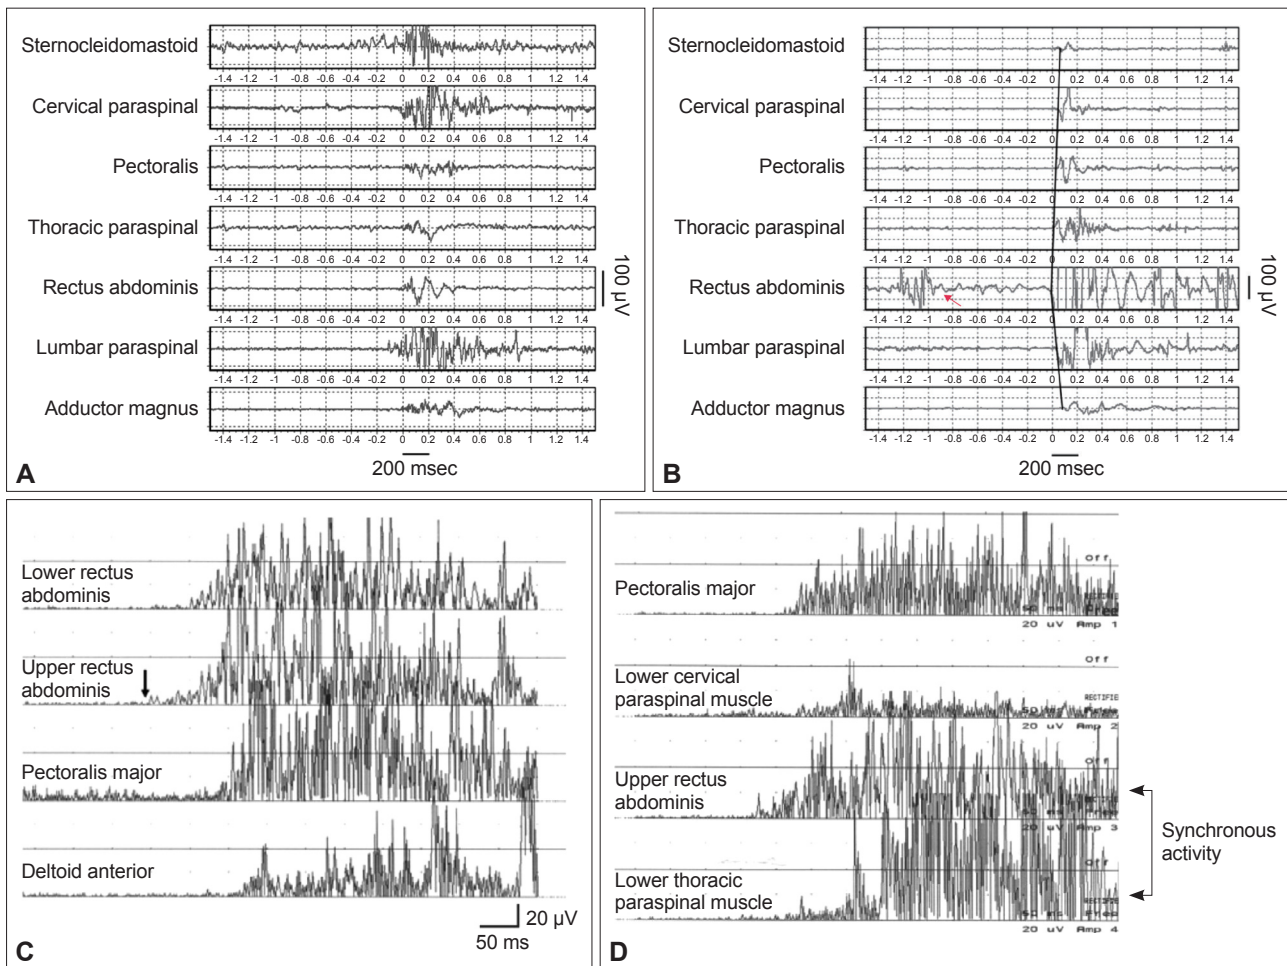 Sternocleidomastoid
-1.4 -1.2 -1 -0.8 -0.6 -0.4 -0.2 0 0.2 0.4 0.6 0.8 1 1.2 1.4
Cervical paraspinal
-1.4 -1.2 -1 -0.8 -0.6 -0.4 -0.2 0 0.2 0.4 0.6 0.8 1 1.2 1.4
Pectoralis
-1.4 -1.2 -1 -0.8 -0.6 -0.4 -0.2 0 0.2 0.4 0.6 0.8 1 1.2 1.4
Thoracic paraspinal
-1.4 -1.2 -1 -0.8 -0.6 -0.4 -0.2 0 0.2 0.4 0.6 0.8 1 1.2 1.4
Rectus abdominis
-1.4 -1.2 -1 -0.8 -0.6 -0.4 -0.2 0 0.2 0.4 0.6 0.8 1 1.2 1.4
100 µV
Lumbar paraspinal
-1.4 -1.2 -1 -0.8 -0.6 -0.4 -0.2 0 0.2 0.4 0.6 0.8 1 1.2 1.4
Adductor magnus
-1.4 -1.2 -1 -0.8 -0.6 -0.4 -0.2 0 0.2 0.4 0.6 0.8 1 1.2 1.4
200 msec
A
Sternocleidomastoid
-1.4 -1.2 -1 -0.8 -0.6 -0.4 -0.2 0 0.2 0.4 0.6 0.8 1 1.2 1.4
Cervical paraspinal
-1.4 -1.2 -1 -0.8 -0.6 -0.4 -0.2 0 0.2 0.4 0.6 0.8 1 1.2 1.4
Pectoralis
-1.4 -1.2 -1 -0.8 -0.6 -0.4 -0.2 0 0.2 0.4 0.6 0.8 1 1.2 1.4
Thoracic paraspinal
-1.4 -1.2 -1 -0.8 -0.6 -0.4 -0.2 0 0.2 0.4 0.6 0.8 1 1.2 1.4
Rectus abdominis
-1.4 -1.2 -1 -0.8 -0.6 -0.4 -0.2 0 0.2 0.4 0.6 0.8 1 1.2 1.4
100 µV
Lumbar paraspinal
-1.4 -1.2 -1 -0.8 -0.6 -0.4 -0.2 0 0.2 0.4 0.6 0.8 1 1.2 1.4
Adductor magnus
-1.4 -1.2 -1 -0.8 -0.6 -0.4 -0.2 0 0.2 0.4 0.6 0.8 1 1.2 1.4
200 msec
B
Lower rectus
abdominis
Upper rectus
abdominis
Pectoralis major
Deltoid anterior
20 µV
50 ms
C
Off
Pectoralis major
50 ms
20 uV Amp 1
Off
Lower cervical
paraspinal muscle
RECTIFIE
50 ms Free
20 uV Amp 2
Off
Upper rectus
abdominis
50 ms
20 uV Amp 3
Synchronous
activity
Off
Lower thoracic
paraspinal muscle
50 ms Free
20 uV Amp 4
D